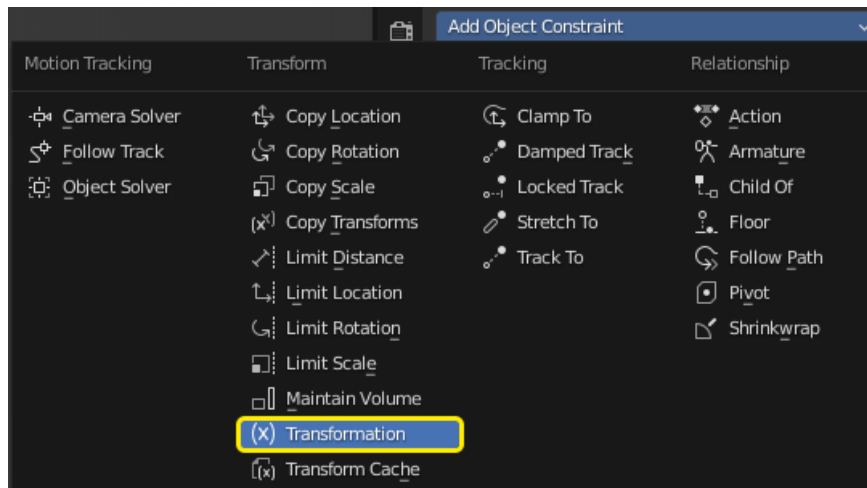 Add Object Constraint
Motion Tracking
Camera Solver
Follow Track
Object Solver
Transform
Copy Location
Copy Rotation
Copy Scale
Copy Transforms
Limit Distance
Limit Location
Limit Rotation
Limit Scale
Maintain Volume
Transformation
Transform Cache
Tracking
Clamp To
Damped Track
Locked Track
Stretch To
Track To
Relationship
Action
Armature
Child Of
Floor
Follow Path
Pivot
Shrinkwrap